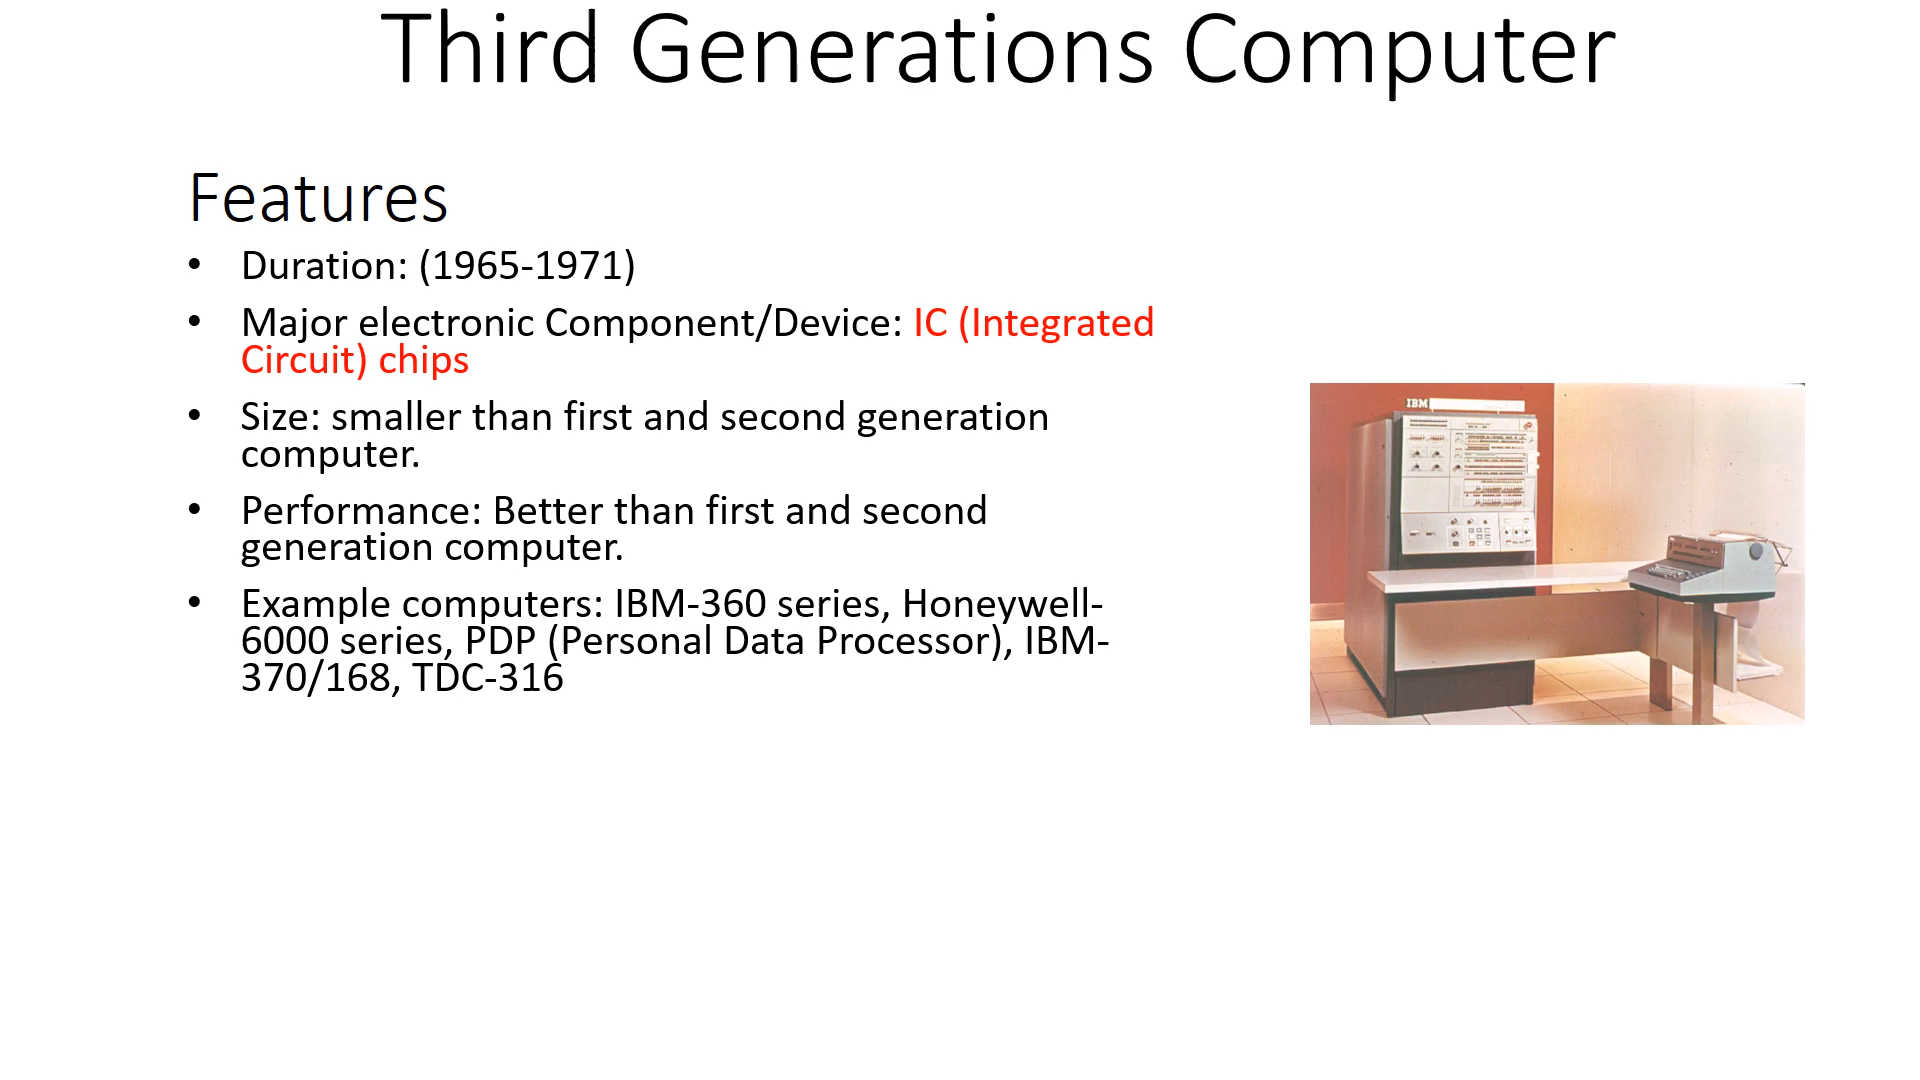 Third Generations Computer
Features
• Duration: (1965-1971)
• Major electronic Component/Device: IC (Integrated
Circuit) chips
• Size: smaller than first and second generation
computer.
• Performance: Better than first and second
generation computer.
• Example computers: IBM-360 series, Honeywell-
6000 series, PDP (Personal Data Processor), IBM-
370/168, TDC-316
IBM